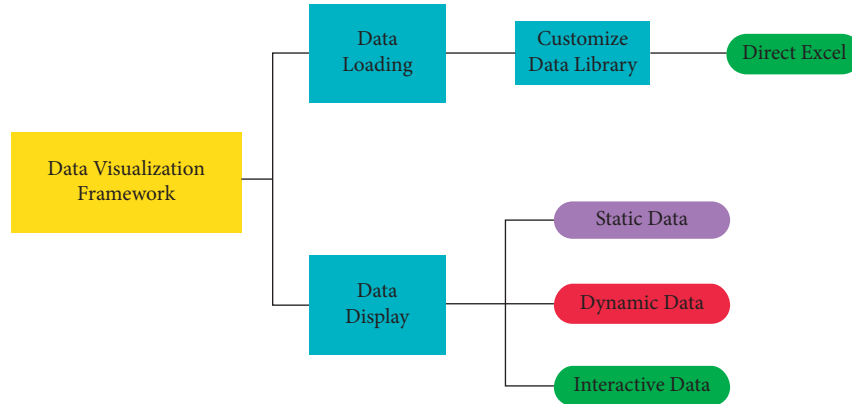 Data
Loading
Customize
Data Library
Direct Excel
Data Visualization
Framework
Static Data
Data
Display
Dynamic Data
Interactive Data